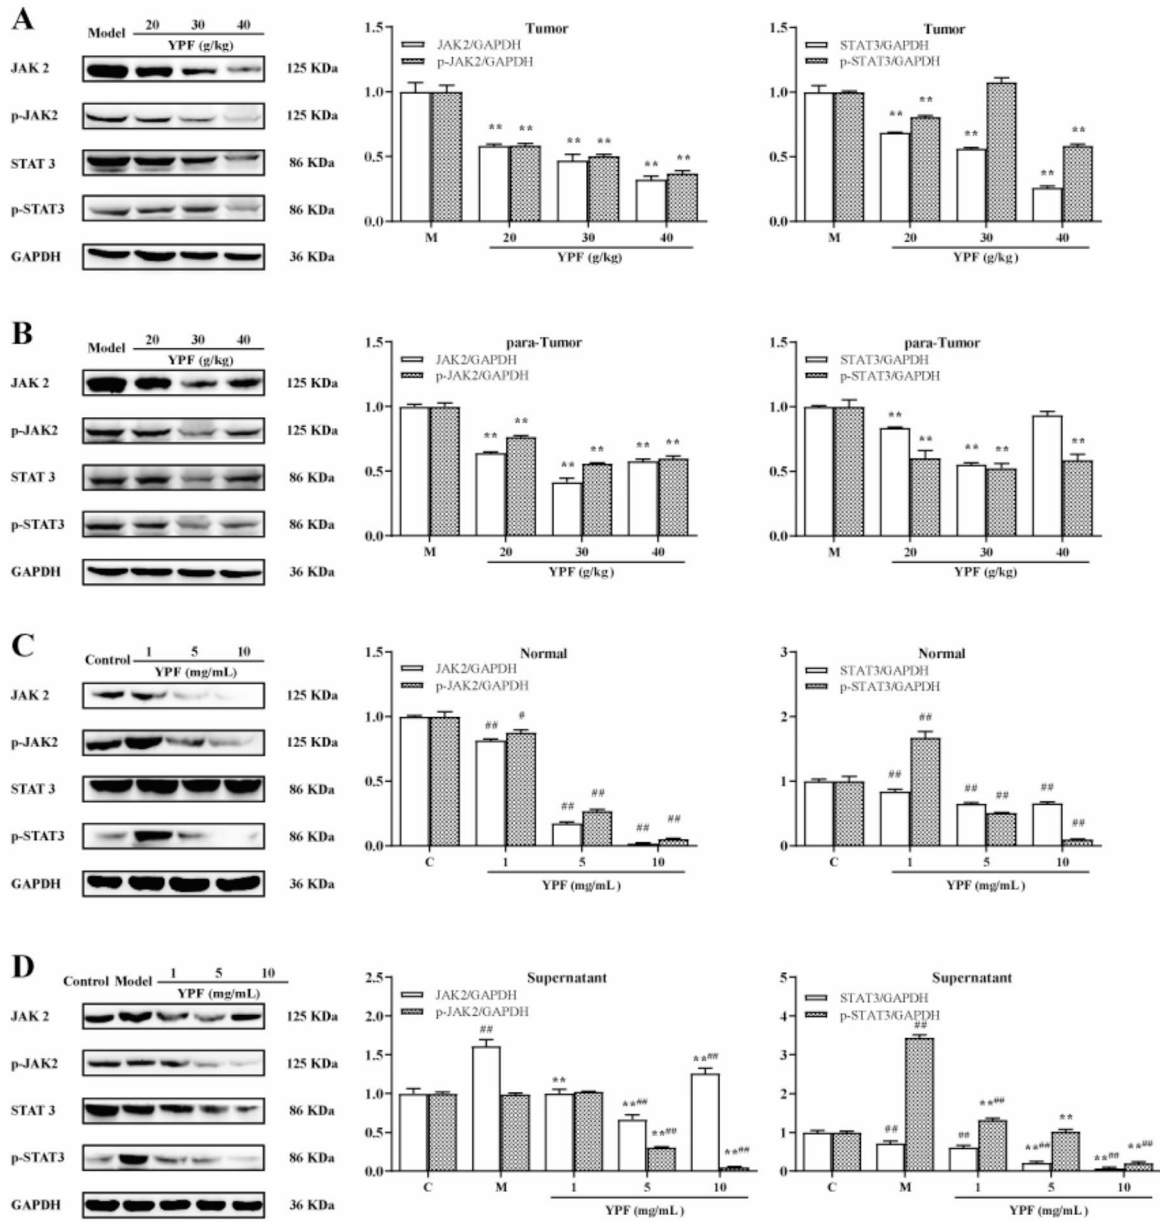 A
Model 20 30 40
YPF (g/kg)
JAK 2 125 KDa
p-JAK2 125 KDa
STAT 3 86 KDa
p-STAT3 86 KDa
GAPDH 36 KDa
Tumor
JAK2/GAPDH
p-JAK2/GAPDH
1.5
1.0
0.5
0.0
** ** ** ** ** **
M 20 30 40
YPF (g/kg)
Tumor
STAT3/GAPDH
p-STAT3/GAPDH
1.5
1.0
0.5
0.0
** ** ** ** **
M 20 30 40
YPF (g/kg)
B
Model 20 30 40
YPF (g/kg)
JAK 2 125 KDa
p-JAK2 125 KDa
STAT 3 86 KDa
p-STAT3 86 KDa
GAPDH 36 KDa
para-Tumor
JAK2/GAPDH
p-JAK2/GAPDH
1.5
1.0
0.5
0.0
** ** ** ** ** **
M 20 30 40
YPF (g/kg)
para-Tumor
STAT3/GAPDH
p-STAT3/GAPDH
1.5
1.0
0.5
0.0
** ** ** ** **
M 20 30 40
YPF (g/kg)
C
Control 1 5 10
YPF (mg/mL)
JAK 2 125 KDa
p-JAK2 125 KDa
STAT 3 86 KDa
p-STAT3 86 KDa
GAPDH 36 KDa
Normal
JAK2/GAPDH
p-JAK2/GAPDH
1.5
1.0
0.5
0.0
## # ## ## ## ##
C 1 5 10
YPF (mg/mL)
Normal
STAT3/GAPDH
p-STAT3/GAPDH
3
2
1
0
## ## ## ## ## ##
C 1 5 10
YPF (mg/mL)
D
Control Model 1 5 10
YPF (mg/mL)
JAK 2 125 KDa
p-JAK2 125 KDa
STAT 3 86 KDa
p-STAT3 86 KDa
GAPDH 36 KDa
Supernatant
JAK2/GAPDH
p-JAK2/GAPDH
2.5
2.0
1.5
1.0
0.5
0.0
## ** **## **## **## **##
C M 1 5 10
YPF (mg/mL)
Supernatant
STAT3/GAPDH
p-STAT3/GAPDH
5
4
3
2
1
0
## ## ## **## **## ** **## **##
C M 1 5 10
YPF (mg/mL)